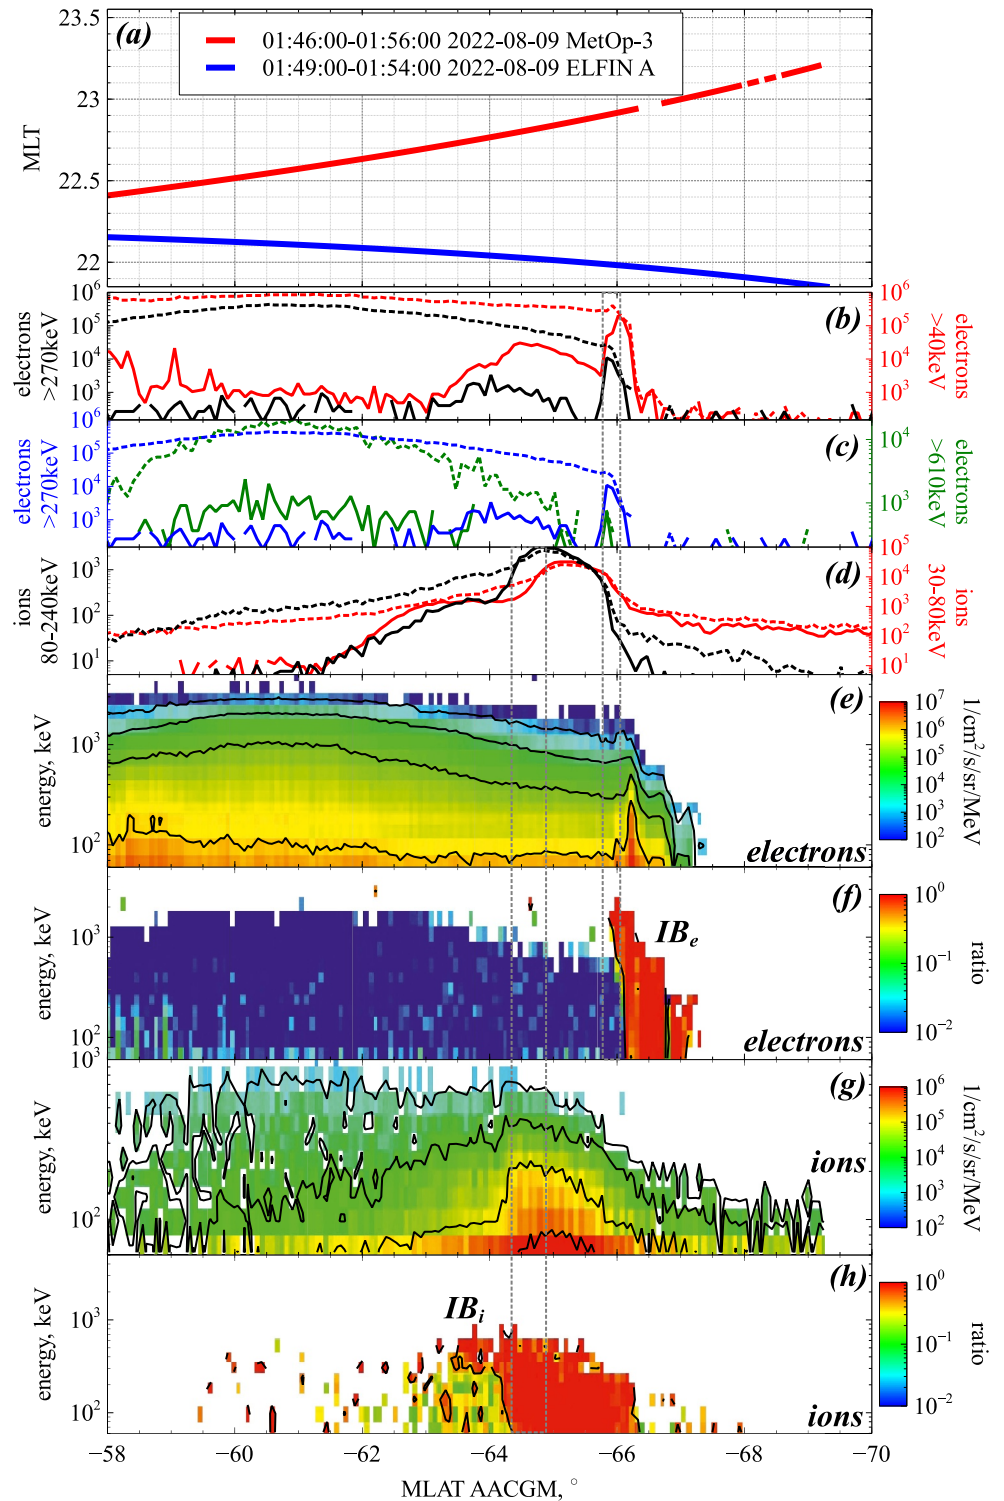 (a)
01:46:00-01:56:00 2022-08-09 MetOp-3
01:49:00-01:54:00 2022-08-09 ELFIN A
23.5
23
22.5
22
MLT
(b)
electrons
>270keV
10⁶
10⁵
10⁴
10³
10⁶
10⁵
10⁴
10³
electrons
>40keV
(c)
electrons
>270keV
10⁶
10⁵
10⁴
10³
10⁴
10³
electrons
>610keV
(d)
ions
80-240keV
10³
10²
10¹
10⁵
10⁴
10³
10²
10¹
ions
30-80keV
(e)
energy, keV
10³
10²
electrons
10⁷
10⁶
10⁵
10⁴
10³
10²
1/cm²/s/sr/MeV
(f)
energy, keV
10³
10²
IBₑ
electrons
10⁰
10⁻¹
10⁻²
ratio
(g)
energy, keV
10³
10²
ions
10⁶
10⁵
10⁴
10³
10²
1/cm²/s/sr/MeV
(h)
energy, keV
10³
10²
IBᵢ
ions
10⁰
10⁻¹
10⁻²
ratio
−58 −60 −62 −64 −66 −68 −70
MLAT AACGM, °